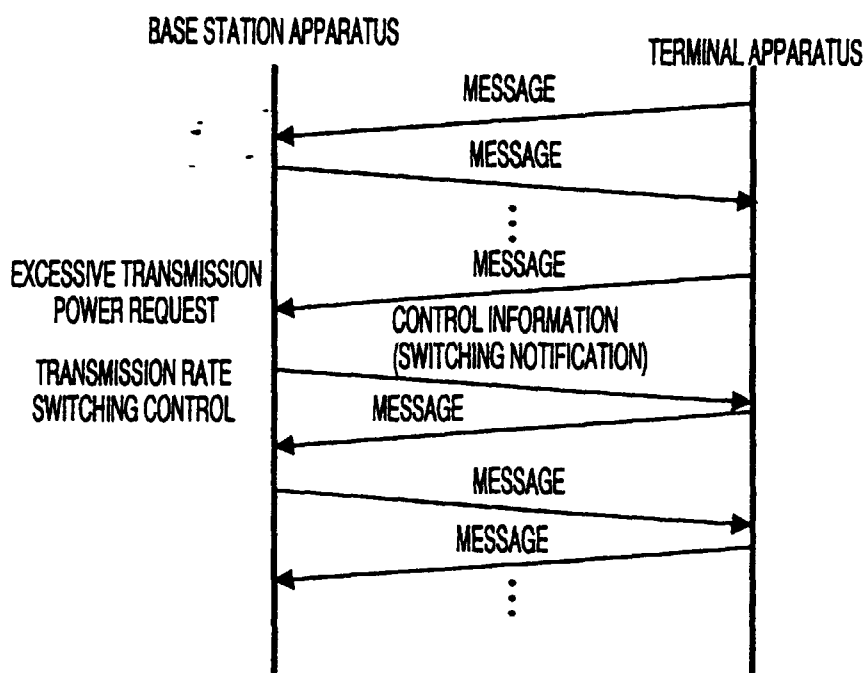 BASE STATION APPARATUS
TERMINAL APPARATUS
MESSAGE
MESSAGE
MESSAGE
EXCESSIVE TRANSMISSION
POWER REQUEST
CONTROL INFORMATION
(SWITCHING NOTIFICATION)
TRANSMISSION RATE
SWITCHING CONTROL
MESSAGE
MESSAGE
MESSAGE